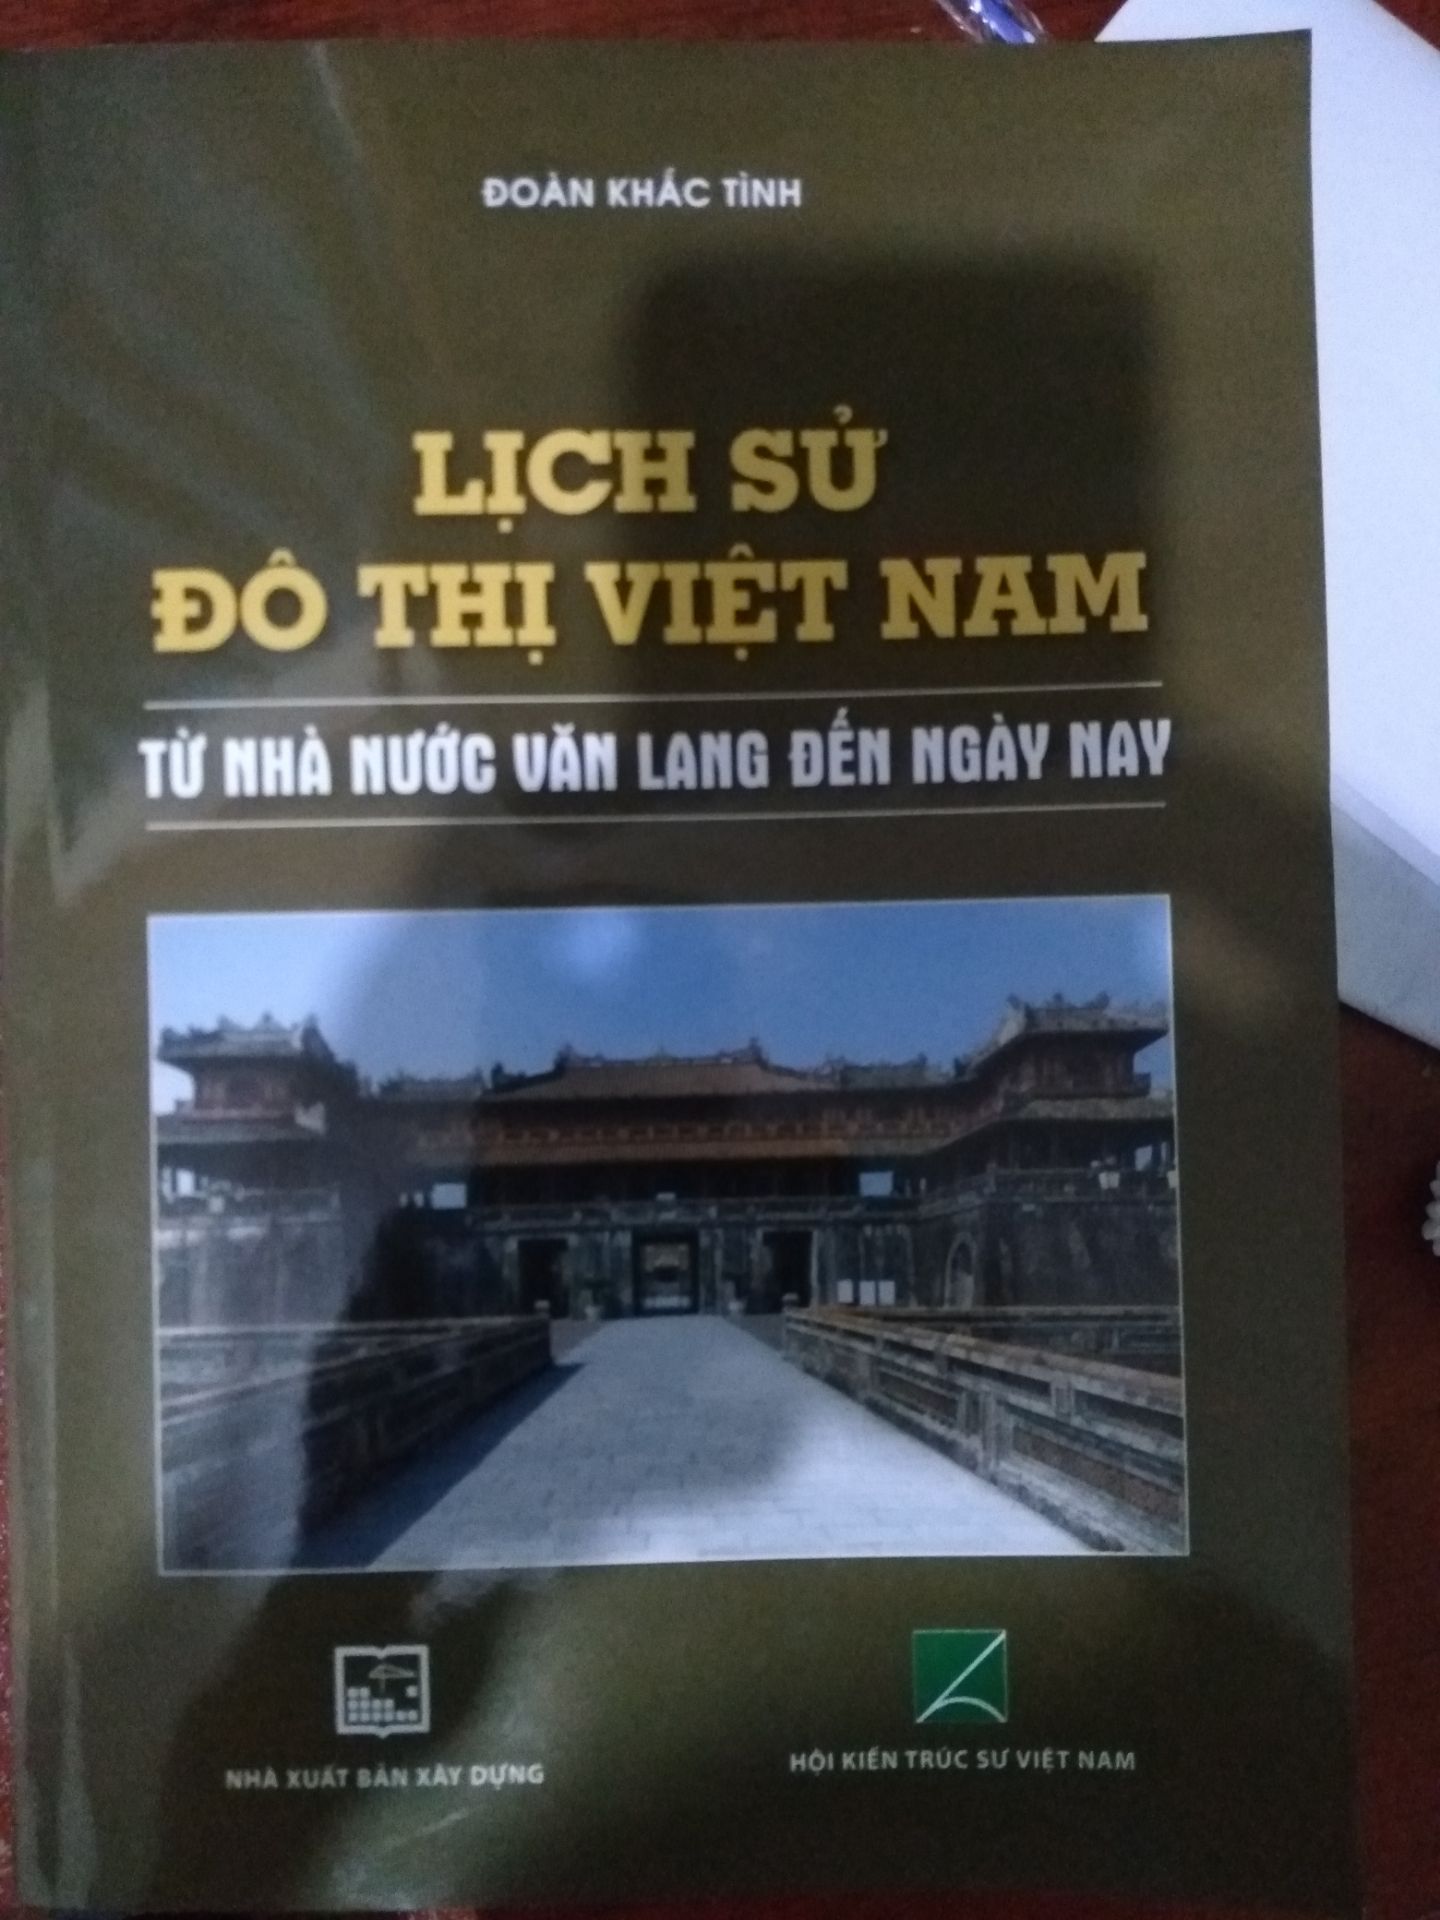 ĐOÀN KHẮC TÌNH
LỊCH SỬ
ĐÔ THỊ VIỆT NAM
TỪ NHÀ NƯỚC VĂN LANG ĐẾN NGÀY NAY
NHÀ XUẤT BẢN XÂY DỰNG
HỘI KIẾN TRÚC SƯ VIỆT NAM